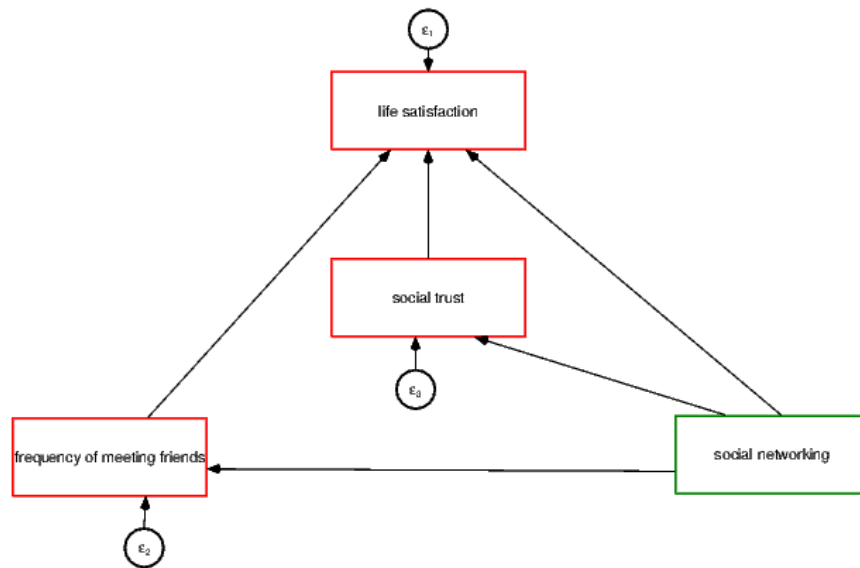 ε₁
life satisfaction
social trust
ε₃
frequency of meeting friends
social networking
ε₂